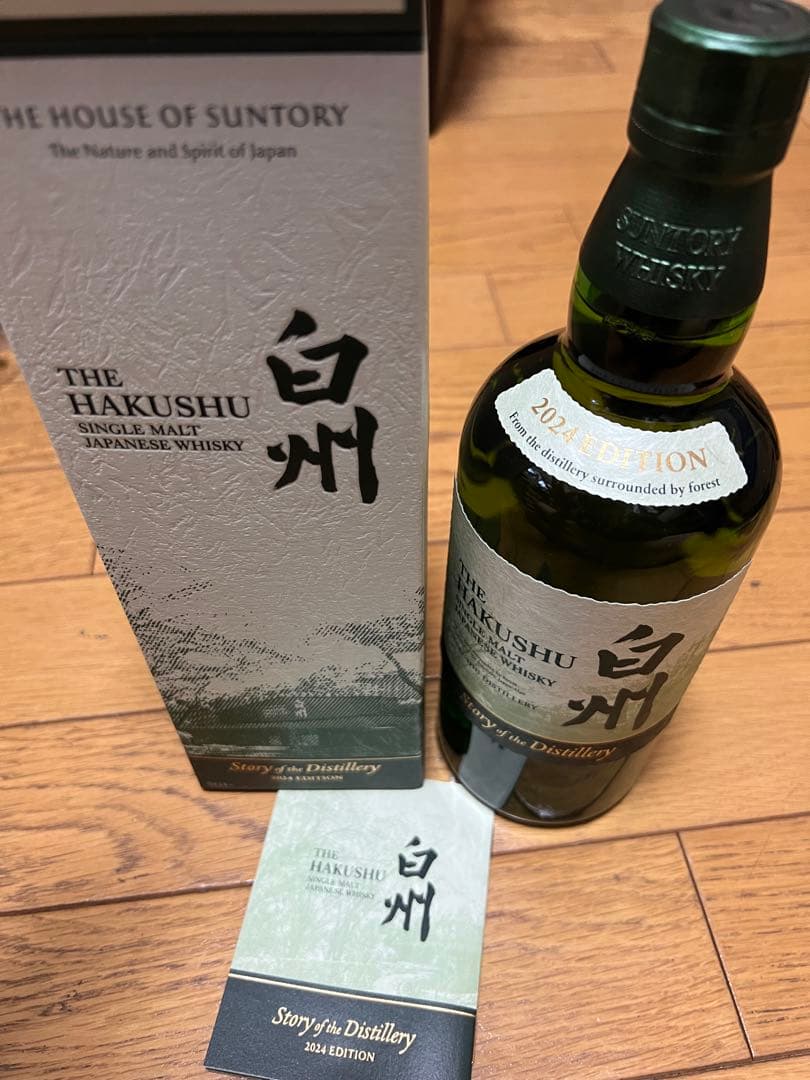 THE HOUSE OF SUNTORY
The Nature and Spirit of Japan
THE
HAKUSHU
SINGLE MALT
JAPANESE WHISKY
白州
Story of the Distillery
2024 EDITION
SUNTORY
WHISKY
2024 EDITION
From the distillery surrounded by forest
THE
HAKUSHU
SINGLE MALT
JAPANESE WHISKY
DISTILLERY
白州
Story of the Distillery
THE
HAKUSHU
SINGLE MALT
JAPANESE WHISKY
白州
Story of the Distillery
2024 EDITION